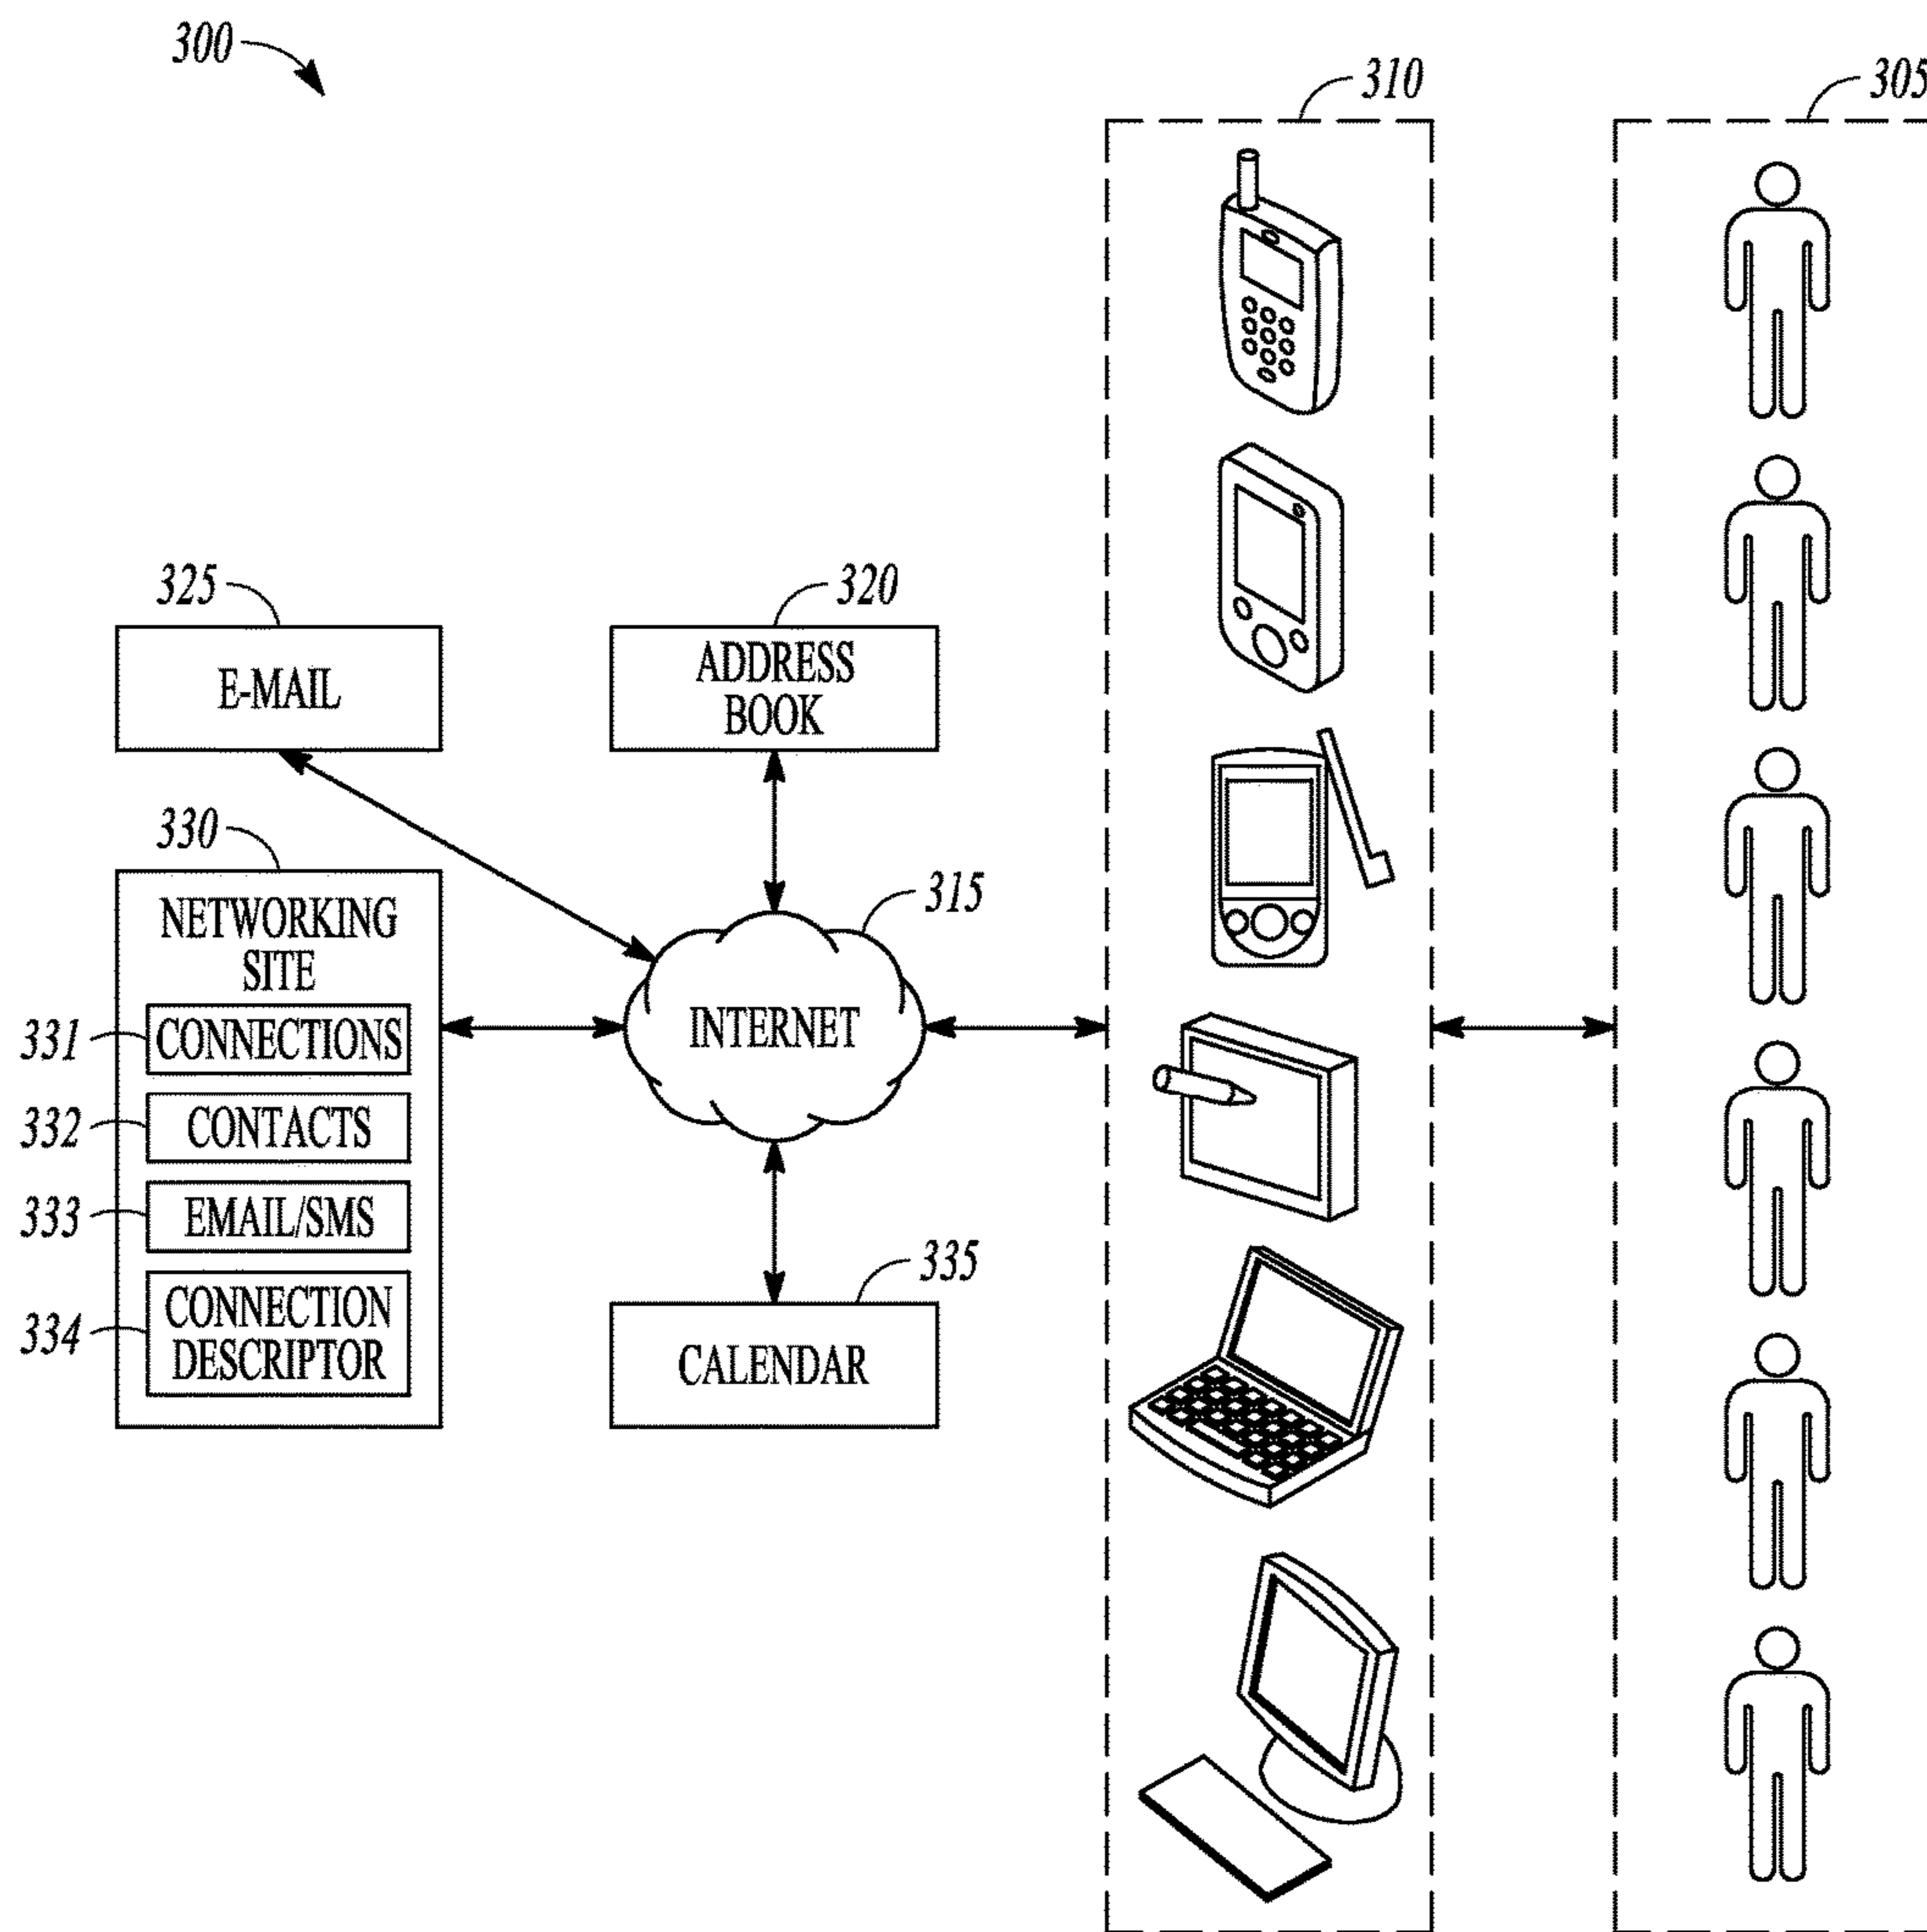 300
310
305
325
320
E-MAIL
ADDRESS
BOOK
330
315
NETWORKING
SITE
INTERNET
331
CONNECTIONS
332
CONTACTS
333
EMAIL/SMS
335
334
CONNECTION
DESCRIPTOR
CALENDAR